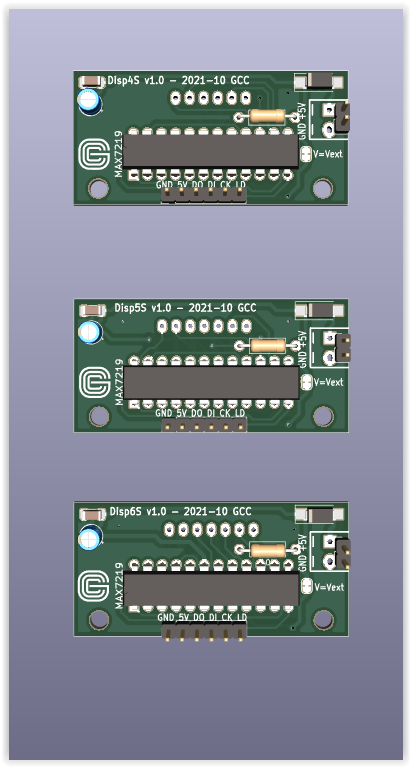 Disp4S v1.0 - 2021-10 GCC
GND +5V
MAX7219
V=Vext
GND 5V DO DI CK LD
Disp5S v1.0 - 2021-10 GCC
GND +5V
MAX7219
V=Vext
GND 5V DO DI CK LD
Disp6S v1.0 - 2021-10 GCC
GND +5V
MAX7219
V=Vext
GND 5V DO DI CK LD